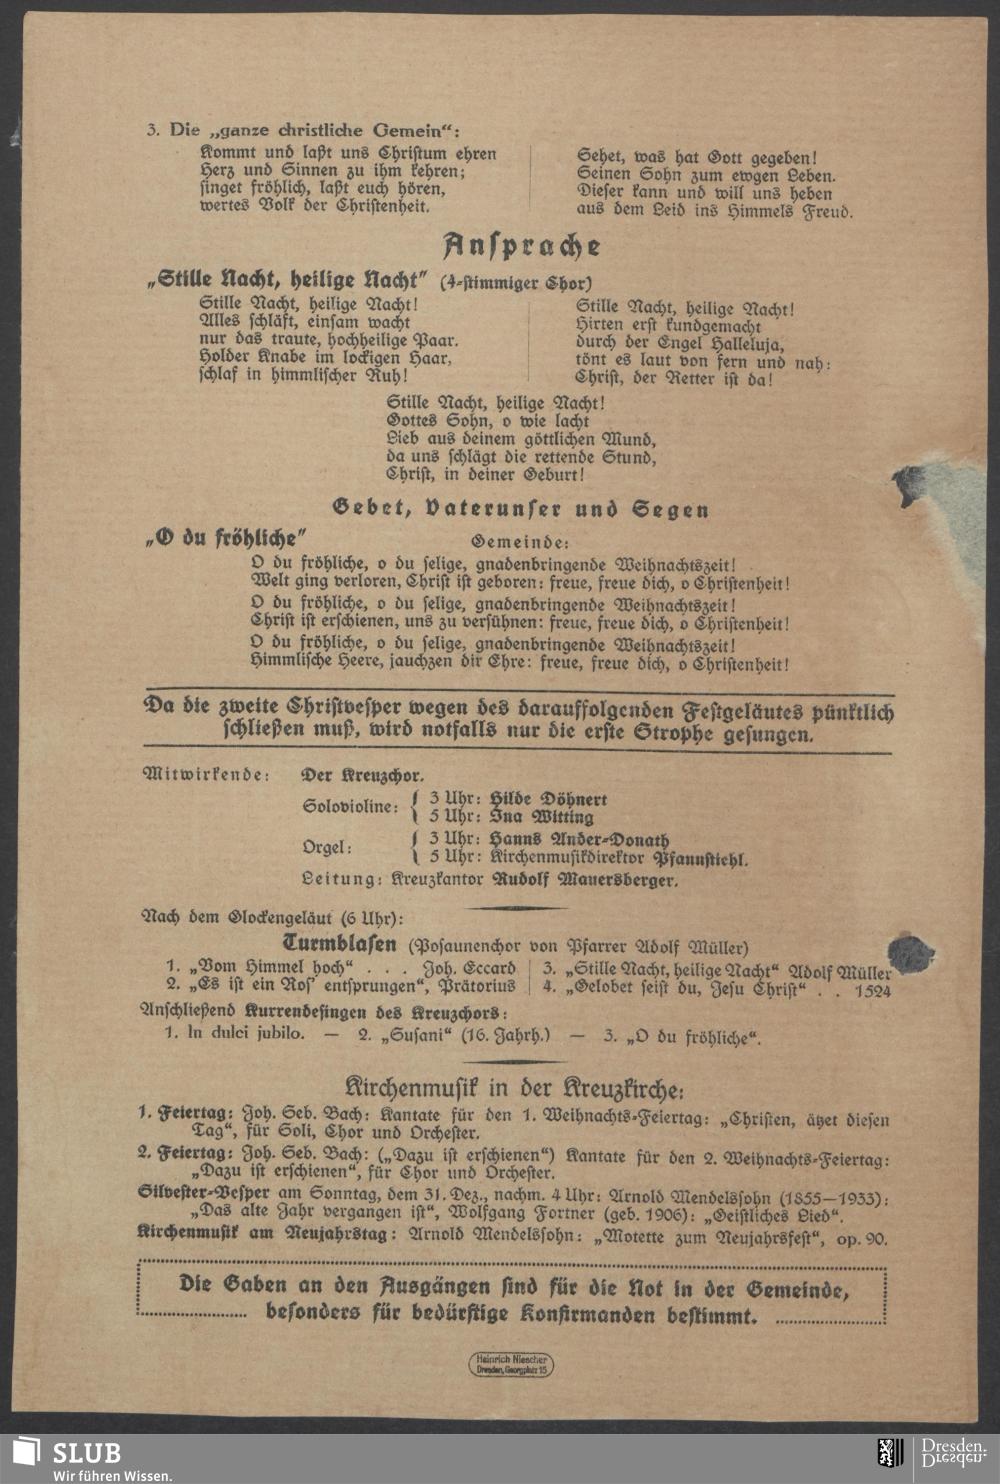 3. Die „ganze christliche Gemein“:
Kommt und laßt uns Christum ehren
Herz und Sinnen zu ihm kehren;
singet fröhlich, laßt euch hören,
wertes Volk der Christenheit.
Sehet, was hat Gott gegeben!
Seinen Sohn zum ewgen Leben.
Dieser kann und will uns heben
aus dem Leid ins Himmels Freud.
Ansprache
„Stille Nacht, heilige Nacht“ (4-stimmiger Chor)
Stille Nacht, heilige Nacht!
Alles schläft, einsam wacht
nur das traute, hochheilige Paar.
Holder Knabe im lockigen Haar,
schlaf in himmlischer Ruh!
Stille Nacht, heilige Nacht!
Hirten erst kundgemacht
durch der Engel Halleluja,
tönt es laut von fern und nah:
Christ, der Retter ist da!
Stille Nacht, heilige Nacht!
Gottes Sohn, o wie lacht
Lieb aus deinem göttlichen Mund,
da uns schlägt die rettende Stund,
Christ, in deiner Geburt!
Gebet, Vaterunser und Segen
„O du fröhliche“
Gemeinde:
O du fröhliche, o du selige, gnadenbringende Weihnachtszeit!
Welt ging verloren, Christ ist geboren: freue, freue dich, o Christenheit!
O du fröhliche, o du selige, gnadenbringende Weihnachtszeit!
Christ ist erschienen, uns zu versühnen: freue, freue dich, o Christenheit!
O du fröhliche, o du selige, gnadenbringende Weihnachtszeit!
Himmlische Heere, jauchzen dir Ehre: freue, freue dich, o Christenheit!
Da die zweite Christvesper wegen des darauffolgenden Festgeläutes pünktlich
schließen muß, wird notfalls nur die erste Strophe gesungen.
Mitwirkende: Der Kreuzchor.
Solovioline: { 3 Uhr: Hilde Döhnert
5 Uhr: Ina Witting
Orgel: { 3 Uhr: Hanns Ander-Donath
5 Uhr: Kirchenmusikdirektor Pfannstiehl.
Leitung: Kreuzkantor Rudolf Mauersberger.
Nach dem Glockengeläut (6 Uhr):
Turmblasen (Posaunenchor von Pfarrer Adolf Müller)
1. „Vom Himmel hoch“ . . . Joh. Eccard
2. „Es ist ein Ros' entsprungen“, Prätorius
3. „Stille Nacht, heilige Nacht“ Adolf Müller
4. „Gelobet seist du, Jesu Christ“ . . 1524
Anschließend Kurrendesingen des Kreuzchors:
1. In dulci jubilo. — 2. „Susani“ (16. Jahrh.) — 3. „O du fröhliche“.
Kirchenmusik in der Kreuzkirche:
1. Feiertag: Joh. Seb. Bach: Kantate für den 1. Weihnachts-Feiertag: „Christen, ätzet diesen
Tag“, für Soli, Chor und Orchester.
2. Feiertag: Joh. Seb. Bach: („Dazu ist erschienen“) Kantate für den 2. Weihnachts-Feiertag:
„Dazu ist erschienen“, für Chor und Orchester.
Silvester-Vesper am Sonntag, dem 31. Dez., nachm. 4 Uhr: Arnold Mendelssohn (1855—1933):
„Das alte Jahr vergangen ist“, Wolfgang Fortner (geb. 1906): „Geistliches Lied“.
Kirchenmusik am Neujahrstag: Arnold Mendelssohn: „Motette zum Neujahrsfest“, op. 90.
Die Gaben an den Ausgängen sind für die Not in der Gemeinde,
besonders für bedürftige Konfirmanden bestimmt.
Heinrich Niescher
Dresden, Georgplatz 15
SLUB
Wir führen Wissen.
Dresden.
Dresden.